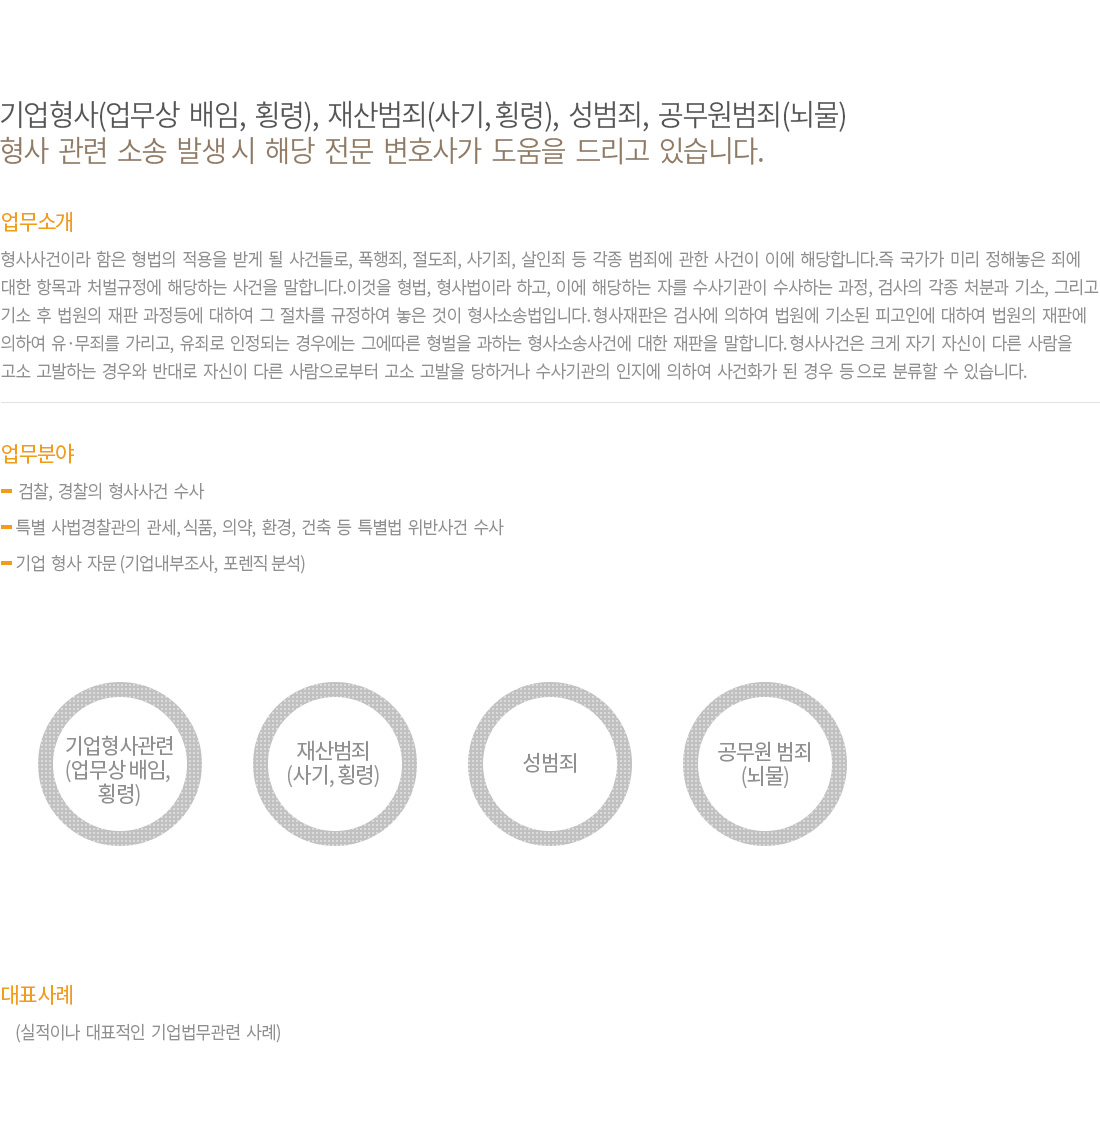 기업형사(업무상 배임, 횡령), 재산범죄(사기, 횡령), 성범죄, 공무원범죄(뇌물)
형사 관련 소송 발생 시 해당 전문 변호사가 도움을 드리고 있습니다.
업무소개
형사사건이라 함은 형법의 적용을 받게 될 사건들로, 폭행죄, 절도죄, 사기죄, 살인죄 등 각종 범죄에 관한 사건이 이에 해당합니다.즉 국가가 미리 정해놓은 죄에
대한 항목과 처벌규정에 해당하는 사건을 말합니다.이것을 형법, 형사법이라 하고, 이에 해당하는 자를 수사기관이 수사하는 과정, 검사의 각종 처분과 기소, 그리고
기소 후 법원의 재판 과정등에 대하여 그 절차를 규정하여 놓은 것이 형사소송법입니다. 형사재판은 검사에 의하여 법원에 기소된 피고인에 대하여 법원의 재판에
의하여 유·무죄를 가리고, 유죄로 인정되는 경우에는 그에따른 형벌을 과하는 형사소송사건에 대한 재판을 말합니다. 형사사건은 크게 자기 자신이 다른 사람을
고소 고발하는 경우와 반대로 자신이 다른 사람으로부터 고소 고발을 당하거나 수사기관의 인지에 의하여 사건화가 된 경우 등으로 분류할 수 있습니다.
업무분야
- 검찰, 경찰의 형사사건 수사
- 특별 사법경찰관의 관세, 식품, 의약, 환경, 건축 등 특별법 위반사건 수사
- 기업 형사 자문 (기업내부조사, 포렌직 분석)
기업형사관련
(업무상 배임,
횡령)
재산범죄
(사기, 횡령)
성범죄
공무원 범죄
(뇌물)
대표사례
(실적이나 대표적인 기업법무관련 사례)